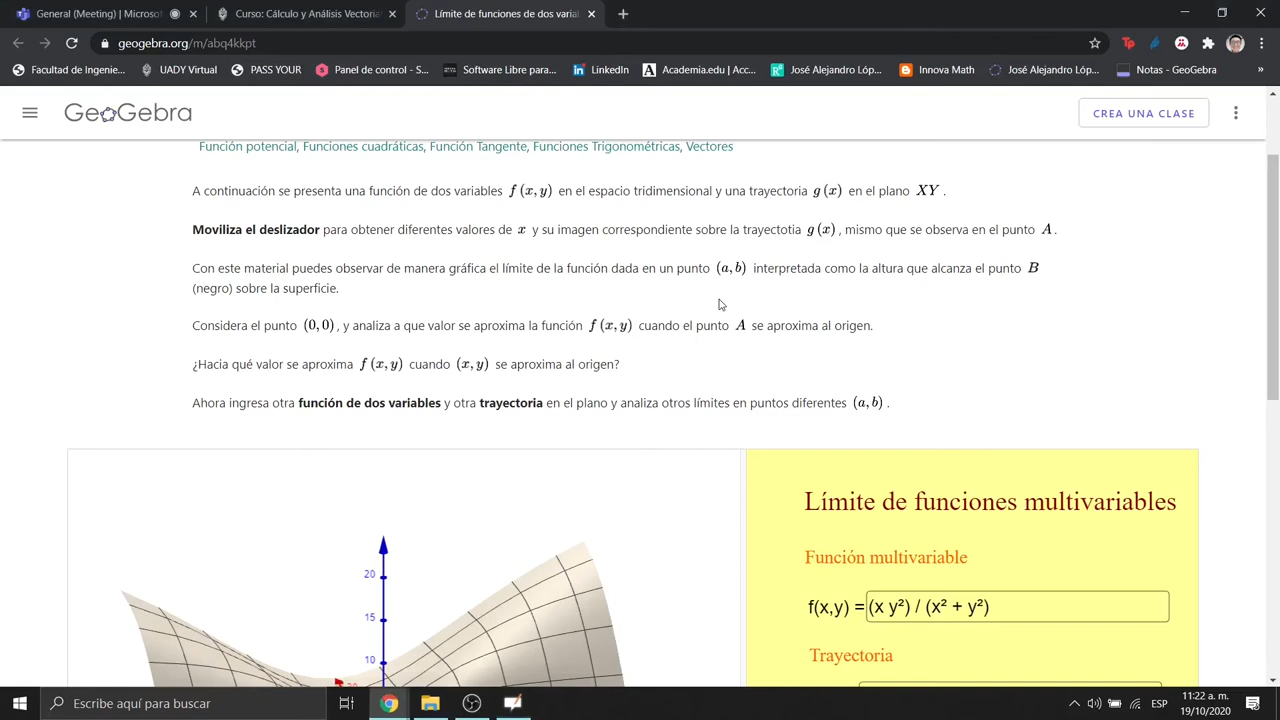 General (Meeting) | Microso
Curso: Cálculo y Análisis Vectoria
Límite de funciones de dos varial
geogebra.org/m/abq4kkpt
Facultad de Ingenie...
UADY Virtual
PASS YOUR
Panel de control -...
Software Libre para...
LinkedIn
Academia.edu | Ini...
José Alejandro Lóp...
Innova Math
José Alejandro Lóp...
Notas - GeoGebra
»
GeoGebra
CREA UNA CLASE
Función potencial, Funciones cuadráticas, Función Tangente, Funciones Trigonométricas, Vectores
A continuación se presenta una función de dos variables f (x, y) en el espacio tridimensional y una trayectoria g (x) en el plano XY .
Moviliza el deslizador para obtener diferentes valores de x y su imagen correspondiente sobre la trayectotia g (x) , mismo que se observa en el punto A.
Con este material puedes observar de manera gráfica el límite de la función dada en un punto (a, b) interpretada como la altura que alcanza el punto B
(negro) sobre la superficie.
Considera el punto (0, 0) , y analiza a que valor se aproxima la función f (x, y) cuando el punto A se aproxima al origen.
¿Hacia qué valor se aproxima f (x, y) cuando (x, y) se aproxima al origen?
Ahora ingresa otra función de dos variables y otra trayectoria en el plano y analiza otros límites en puntos diferentes (a, b) .
20
15
10
Límite de funciones multivariables
Función multivariable
f(x,y) = (x y²) / (x² + y²)
Trayectoria
Escribe aquí para buscar
ESP
11:22 a. m.
19/10/2020